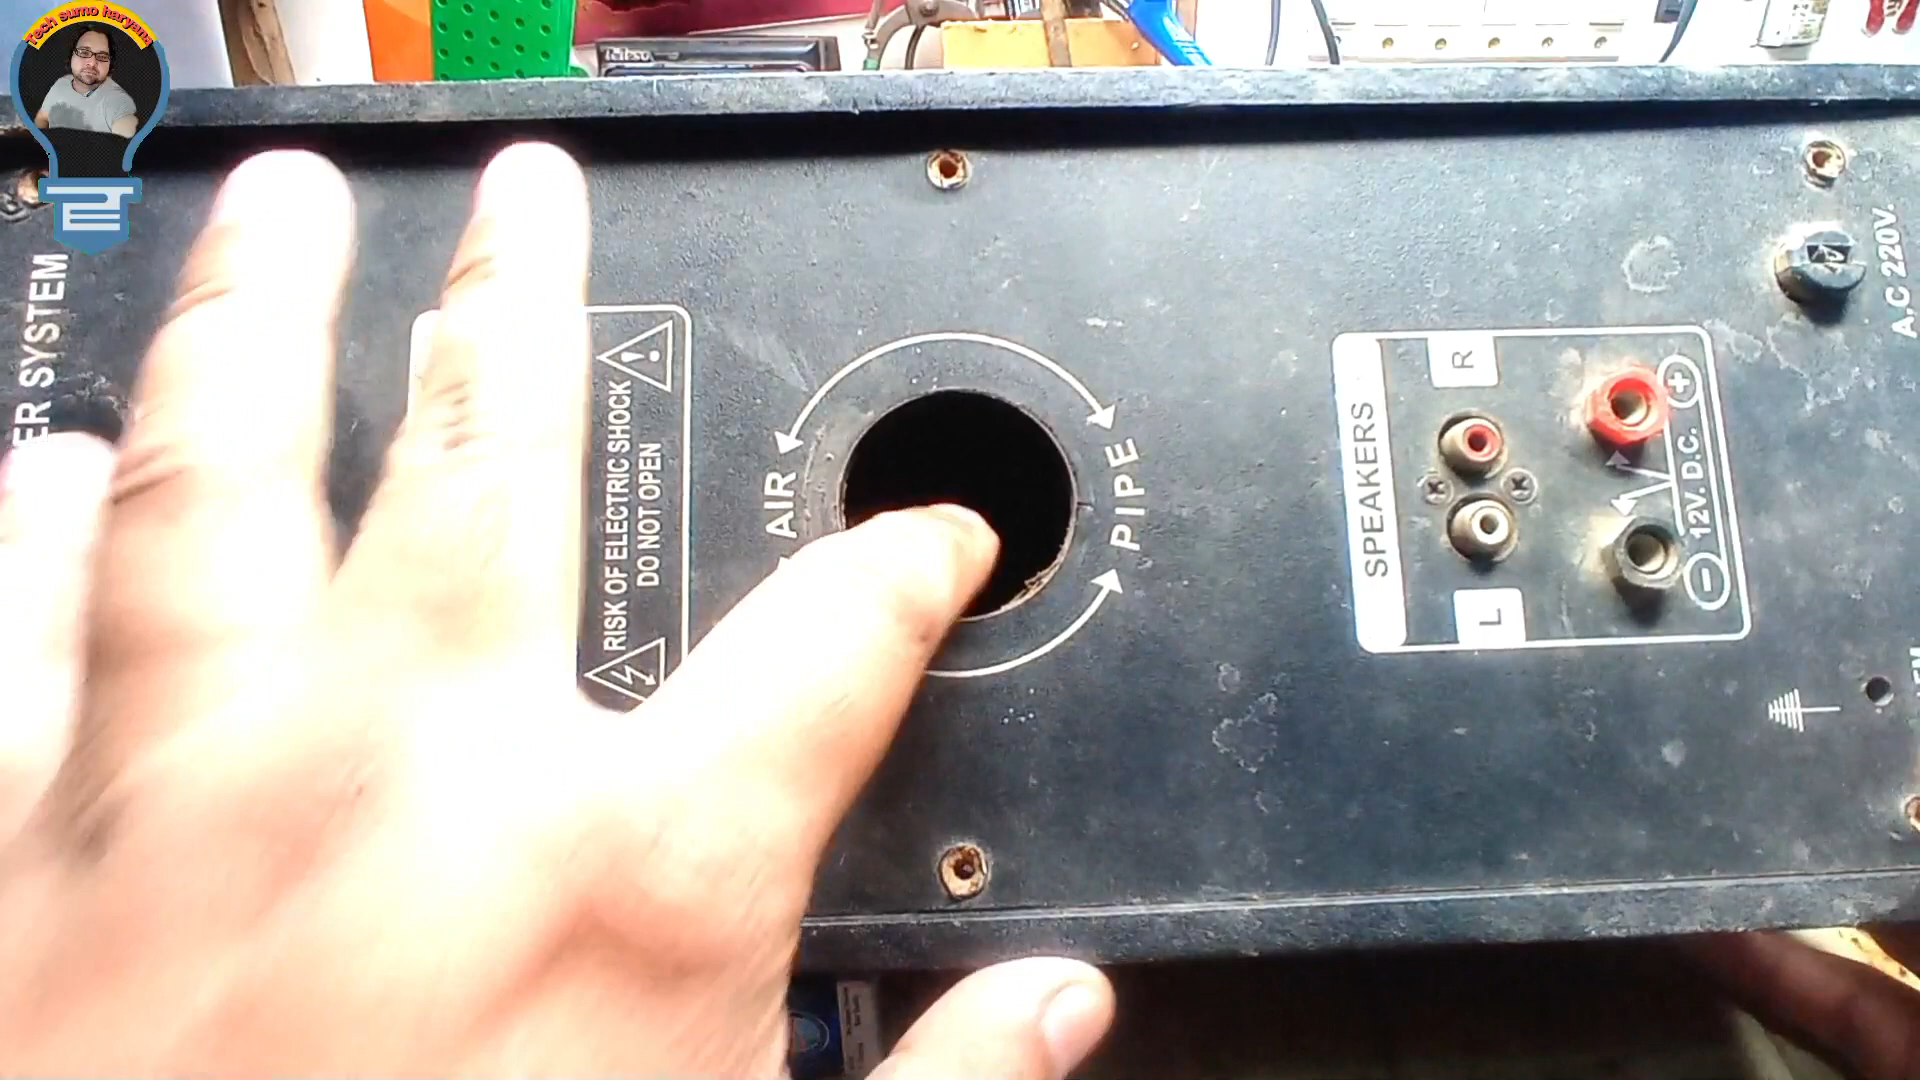 Tech sumo haryana
ER SYSTEM
RISK OF ELECTRIC SHOCK
DO NOT OPEN
AIR
PIPE
SPEAKERS
R
L
+
12V. D.C.
−
A.C 220V.